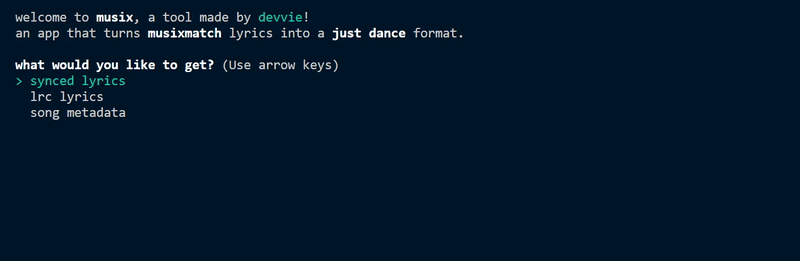 welcome to musix, a tool made by devvie!
an app that turns musixmatch lyrics into a just dance format.
what would you like to get? (Use arrow keys)
> synced lyrics
lrc lyrics
song metadata